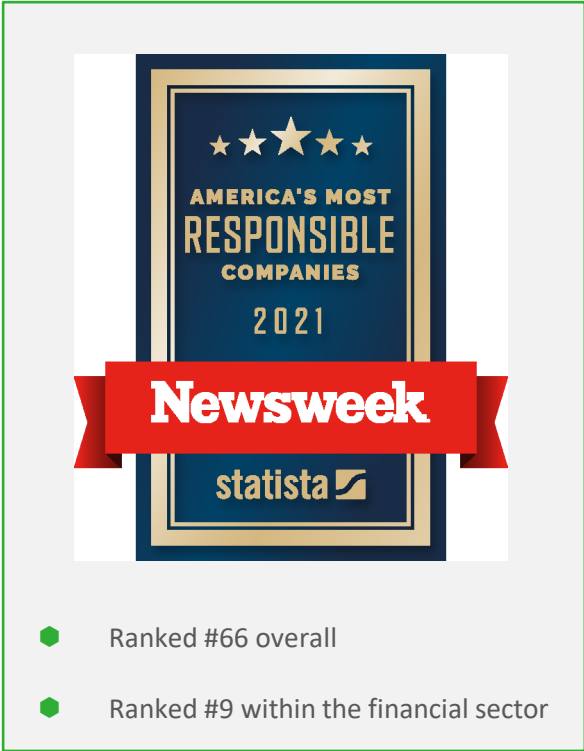 AMERICA'S MOST
RESPONSIBLE
COMPANIES
2021
Newsweek
statista
Ranked #66 overall
Ranked #9 within the financial sector